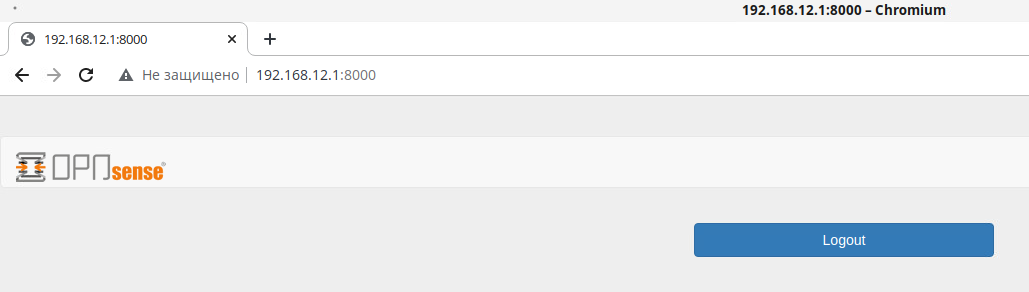 192.168.12.1:8000 – Chromium
192.168.12.1:8000
Не защищено 192.168.12.1:8000
OPNsense®
Logout